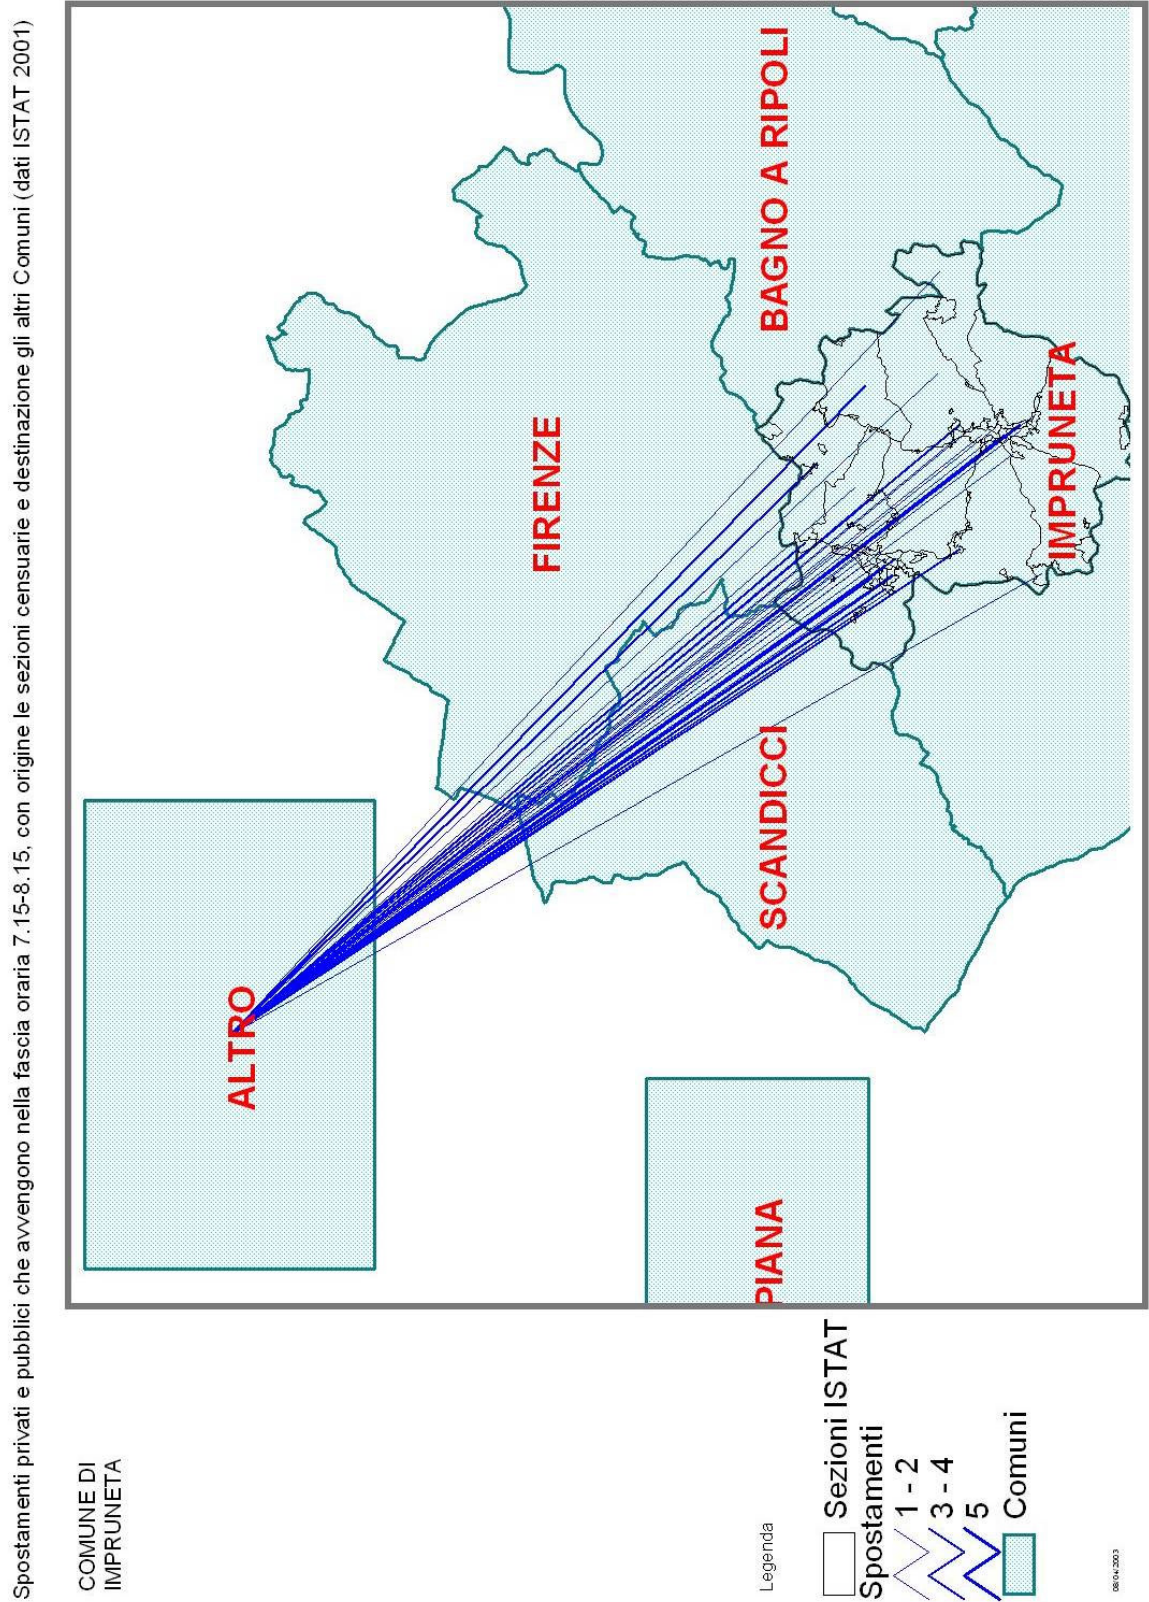 Spostamenti privati e pubblici che avvengono nella fascia oraria 7.15-8.15, con origine le sezioni censuarie e destinazione gli altri Comuni (dati ISTAT 2001)
COMUNE DI
IMPRUNETA
ALTRO
FIRENZE
PIANA
SCANDICCI
BAGNO A RIPOLI
IMPRUNETA
Legenda
Sezioni ISTAT
Spostamenti
1 - 2
3 - 4
5
Comuni